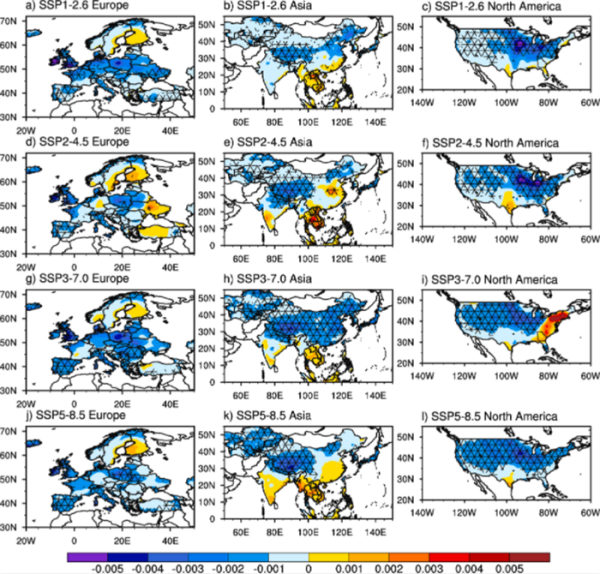 a) SSP1-2.6 Europe
70N
60N
50N
40N
30N
20W 0 20E 40E
b) SSP1-2.6 Asia
50N
40N
30N
20N
10N
0
60E 80E 100E 120E 140E
c) SSP1-2.6 North America
50N
40N
30N
20N
140W 120W 100W 80W 60W
d) SSP2-4.5 Europe
70N
60N
50N
40N
30N
20W 0 20E 40E
e) SSP2-4.5 Asia
50N
40N
30N
20N
10N
0
60E 80E 100E 120E 140E
f) SSP2-4.5 North America
50N
40N
30N
20N
140W 120W 100W 80W 60W
g) SSP3-7.0 Europe
70N
60N
50N
40N
30N
20W 0 20E 40E
h) SSP3-7.0 Asia
50N
40N
30N
20N
10N
0
60E 80E 100E 120E 140E
i) SSP3-7.0 North America
50N
40N
30N
20N
140W 120W 100W 80W 60W
j) SSP5-8.5 Europe
70N
60N
50N
40N
30N
20W 0 20E 40E
k) SSP5-8.5 Asia
50N
40N
30N
20N
10N
0
60E 80E 100E 120E 140E
l) SSP5-8.5 North America
50N
40N
30N
20N
140W 120W 100W 80W 60W
-0.005 -0.004 -0.003 -0.002 -0.001 0 0.001 0.002 0.003 0.004 0.005